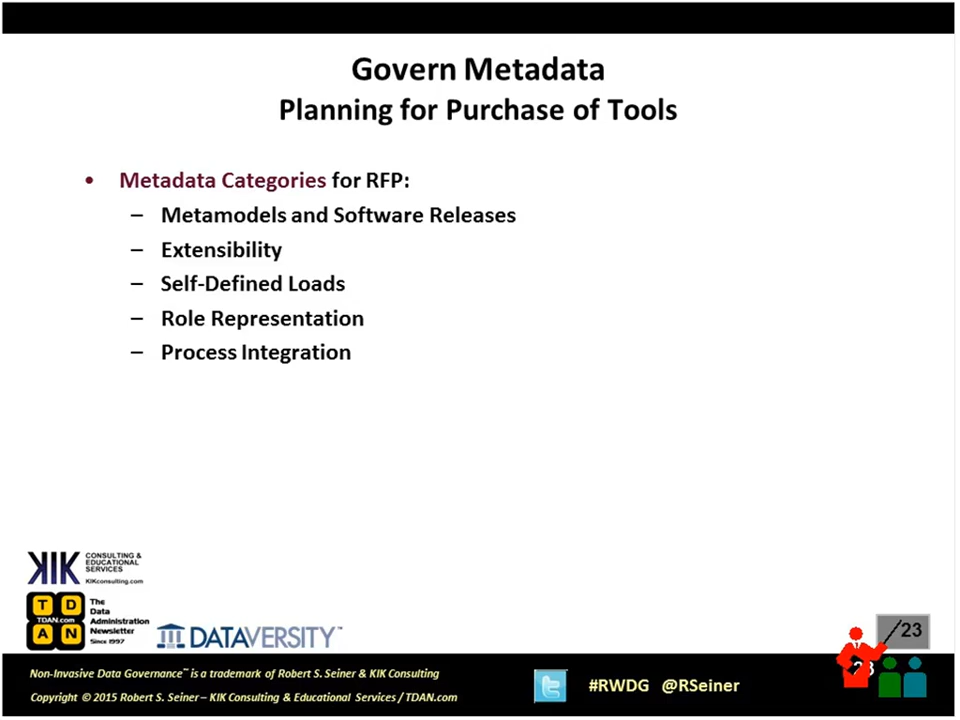 Govern Metadata
Planning for Purchase of Tools
• Metadata Categories for RFP:
– Metamodels and Software Releases
– Extensibility
– Self-Defined Loads
– Role Representation
– Process Integration
KIK CONSULTING &
EDUCATIONAL
SERVICES
KIKconsulting.com
T D
TDAN.com
A N
The
Data
Administration
Newsletter
Since 1997
DATAVERSITY™
23
Non-Invasive Data Governance™ is a trademark of Robert S. Seiner & KIK Consulting
Copyright © 2015 Robert S. Seiner – KIK Consulting & Educational Services / TDAN.com
#RWDG @RSeiner